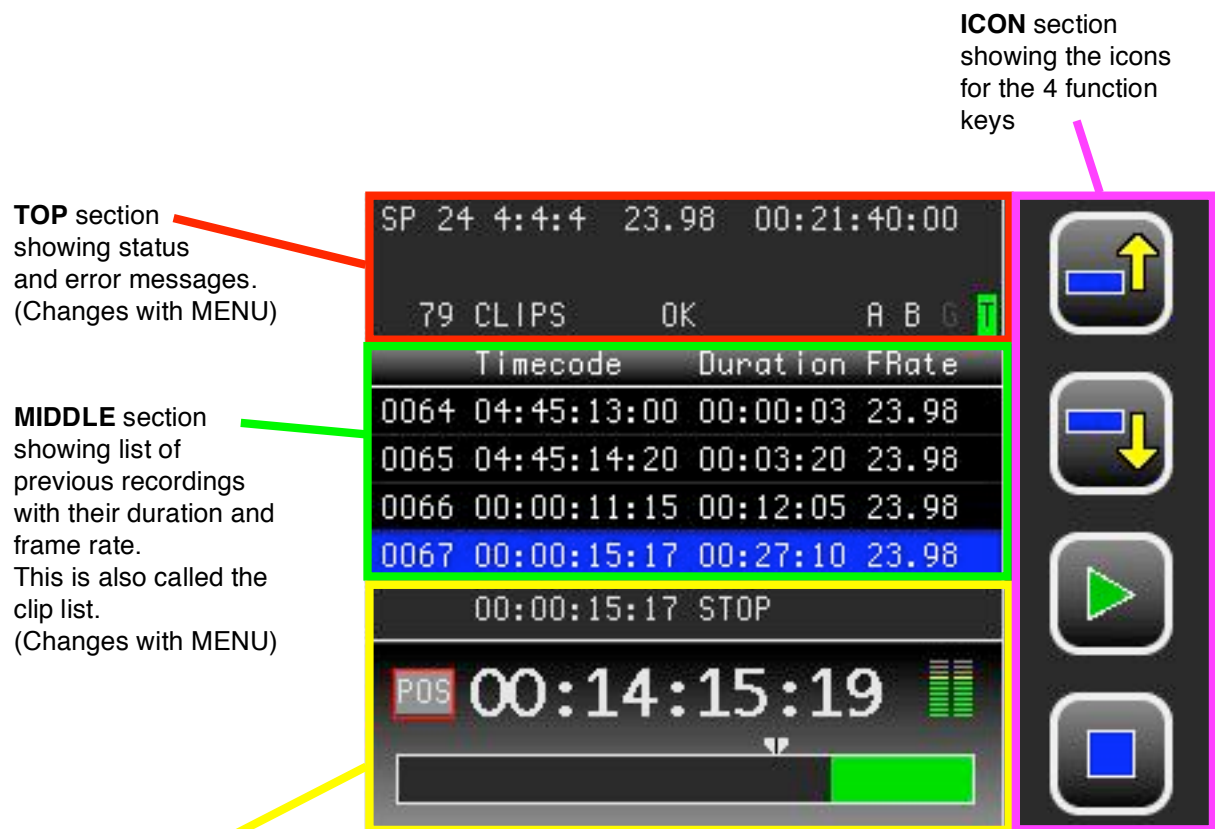 ICON section
showing the icons
for the 4 function
keys
TOP section
showing status
and error messages.
(Changes with MENU)
SP 24 4:4:4 23.98 00:21:40:00
79 CLIPS OK A B G T
MIDDLE section
showing list of
previous recordings
with their duration and
frame rate.
This is also called the
clip list.
(Changes with MENU)
Timecode Duration FRate
0064 04:45:13:00 00:00:03 23.98
0065 04:45:14:20 00:03:20 23.98
0066 00:00:11:15 00:12:05 23.98
0067 00:00:15:17 00:27:10 23.98
00:00:15:17 STOP
POS 00:14:15:19